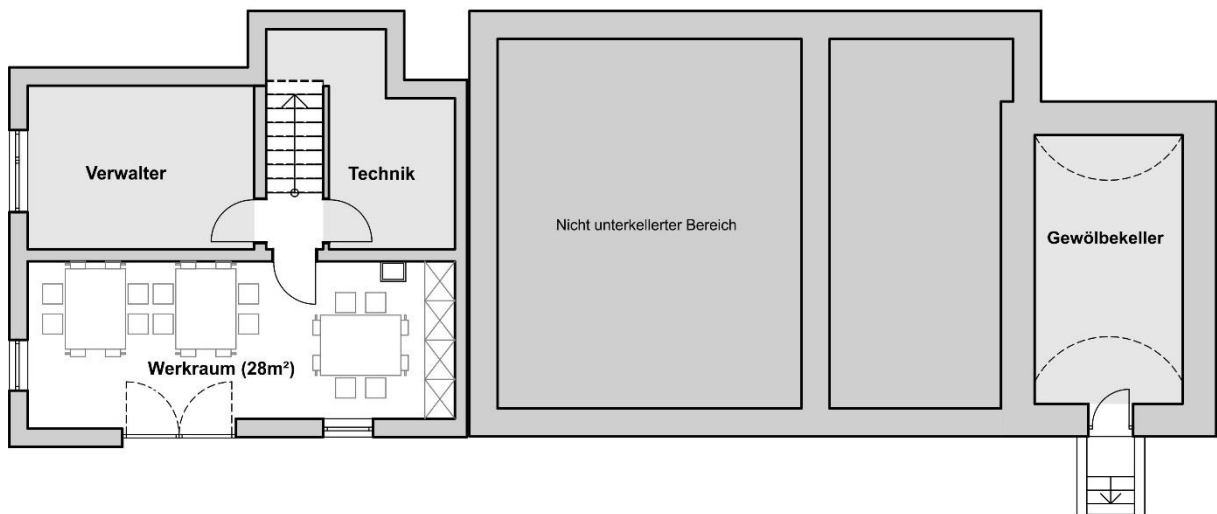 Verwalter
Technik
Nicht unterkellerter Bereich
Gewölbekeller
Werkraum (28m²)